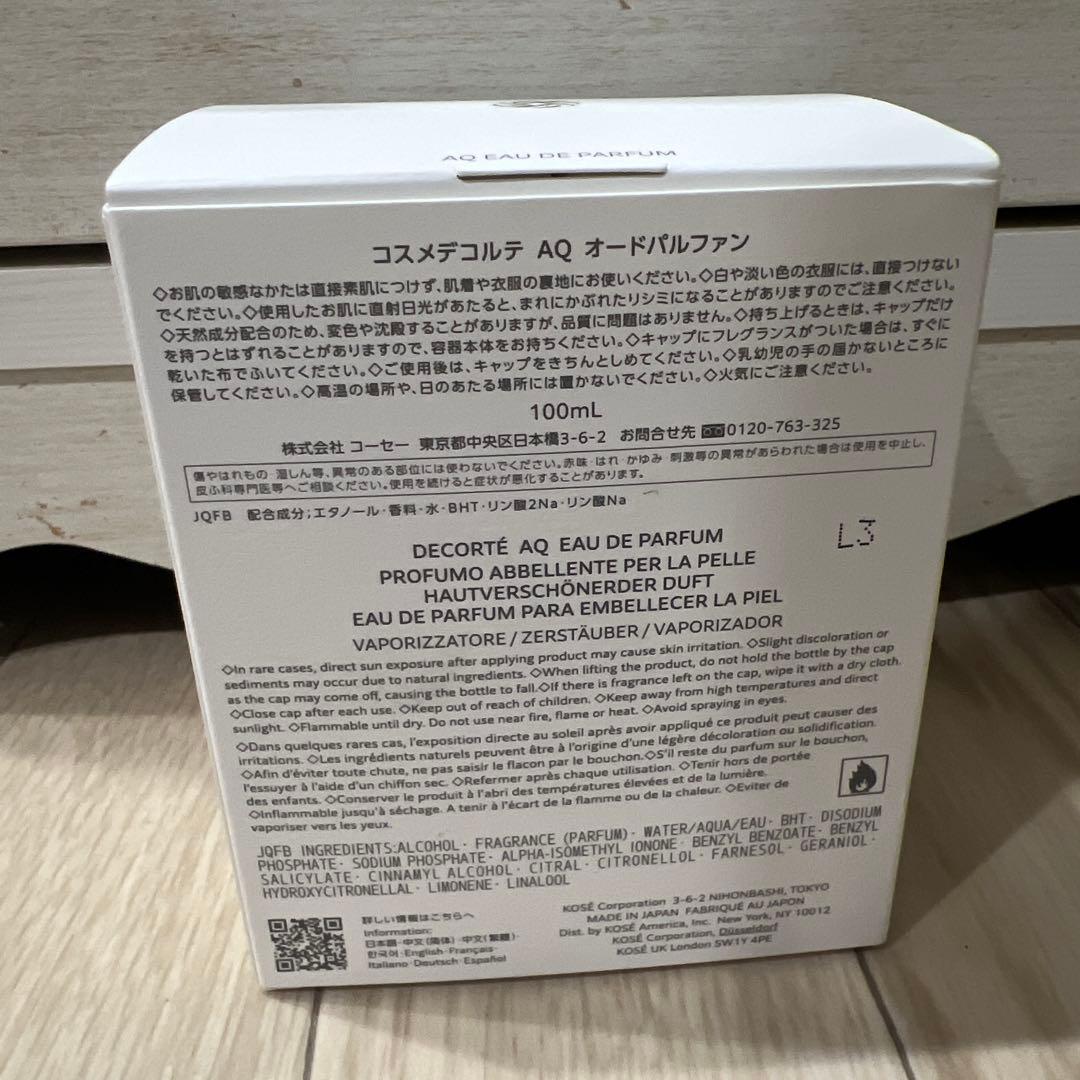 AQ EAU DE PARFUM
コスメデコルテ AQ オードパルファン
◇お肌の敏感なかたは直接素肌につけず、肌着や衣服の裏地にお使いください。◇白や淡い色の衣服には、直接つけない
でください。◇使用したお肌に直射日光があたると、まれにかぶれたりシミになることがありますのでご注意ください。
◇天然成分配合のため、変色や沈殿することがありますが、品質に問題はありません。◇持ち上げるときは、キャップだけ
を持つとはずれることがありますので、容器本体をお持ちください。◇キャップにフレグランスがついた場合は、すぐに
乾いた布でふいてください。◇ご使用後は、キャップをきちんとしめてください。◇乳幼児の手の届かないところに
保管してください。◇高温の場所や、日のあたる場所には置かないでください。◇火気にご注意ください。
100mL
株式会社 コーセー 東京都中央区日本橋3-6-2 お問合せ先 0120-763-325
傷やはれもの・湿しん等、異常のある部位には使わないでください。赤味・はれ・かゆみ・刺激等の異常があらわれた場合は使用を中止し、
皮ふ科専門医等へご相談ください。使用を続けると症状が悪化することがあります。
JQFB 配合成分;エタノール・香料・水・BHT・リン酸2Na・リン酸Na
L3
DECORTÉ AQ EAU DE PARFUM
PROFUMO ABBELLENTE PER LA PELLE
HAUTVERSCHÖNERDER DUFT
EAU DE PARFUM PARA EMBELLECER LA PIEL
VAPORIZZATORE / ZERSTÄUBER / VAPORIZADOR
◇In rare cases, direct sun exposure after applying product may cause skin irritation. ◇Slight discoloration or
sediments may occur due to natural ingredients. ◇When lifting the product, do not hold the bottle by the cap
as the cap may come off, causing the bottle to fall.◇If there is fragrance left on the cap, wipe it with a dry cloth.
◇Close cap after each use. ◇Keep out of reach of children. ◇Keep away from high temperatures and direct
sunlight. ◇Flammable until dry. Do not use near fire, flame or heat. ◇Avoid spraying in eyes.
◇Dans quelques rares cas, l'exposition directe au soleil après avoir appliqué ce produit peut causer des
irritations. ◇Les ingrédients naturels peuvent être à l'origine d'une légère décoloration ou solidification.
◇Afin d'éviter toute chute, ne pas saisir le flacon par le bouchon.◇S'il reste du parfum sur le bouchon,
l'essuyer à l'aide d'un chiffon sec. ◇Refermer après chaque utilisation. ◇Tenir hors de portée
des enfants. ◇Conserver le produit à l'abri des températures élevées et de la lumière.
◇Inflammable jusqu'à séchage. A tenir à l'écart de la flamme ou de la chaleur. ◇Eviter de
vaporiser vers les yeux.
JQFB INGREDIENTS:ALCOHOL· FRAGRANCE (PARFUM)· WATER/AQUA/EAU· BHT· DISODIUM
PHOSPHATE· SODIUM PHOSPHATE· ALPHA-ISOMETHYL IONONE· BENZYL BENZOATE· BENZYL
SALICYLATE· CINNAMYL ALCOHOL· CITRAL· CITRONELLOL· FARNESOL· GERANIOL·
HYDROXYCITRONELLAL· LIMONENE· LINALOOL
詳しい情報はこちらへ
Information:
日本語・中文(简体)・中文(繁體)・
한국어・English・Français・
Italiano・Deutsch・Español
KOSÉ Corporation 3-6-2 NIHONBASHI, TOKYO
MADE IN JAPAN FABRIQUÉ AU JAPON
Dist. by KOSÉ America, Inc. New York, NY 10012
KOSÉ Corporation, Düsseldorf
KOSÉ UK London SW1Y 4PE